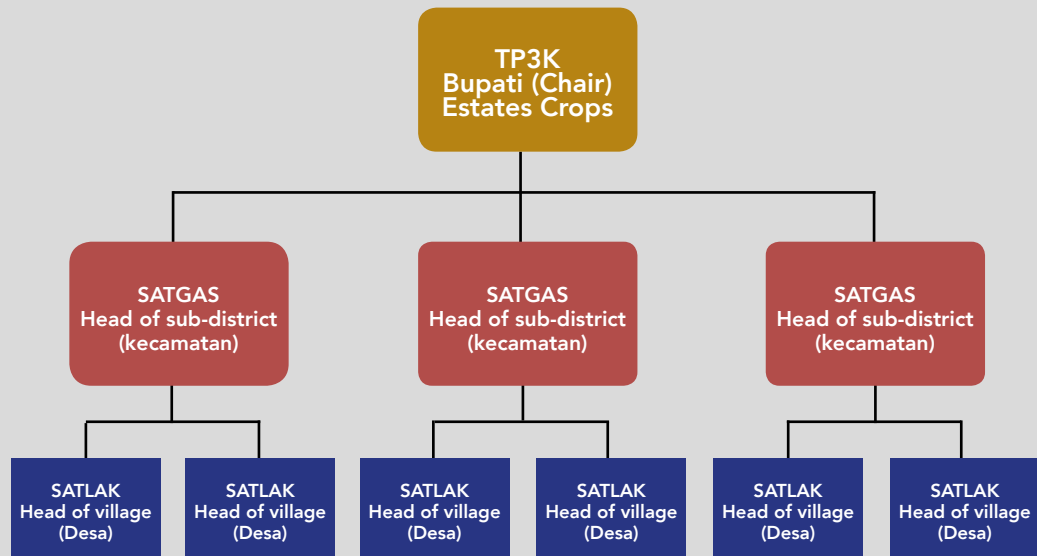 TP3K
Bupati (Chair)
Estates Crops
SATGAS
Head of sub-district
(kecamatan)
SATGAS
Head of sub-district
(kecamatan)
SATGAS
Head of sub-district
(kecamatan)
SATLAK
Head of village
(Desa)
SATLAK
Head of village
(Desa)
SATLAK
Head of village
(Desa)
SATLAK
Head of village
(Desa)
SATLAK
Head of village
(Desa)
SATLAK
Head of village
(Desa)